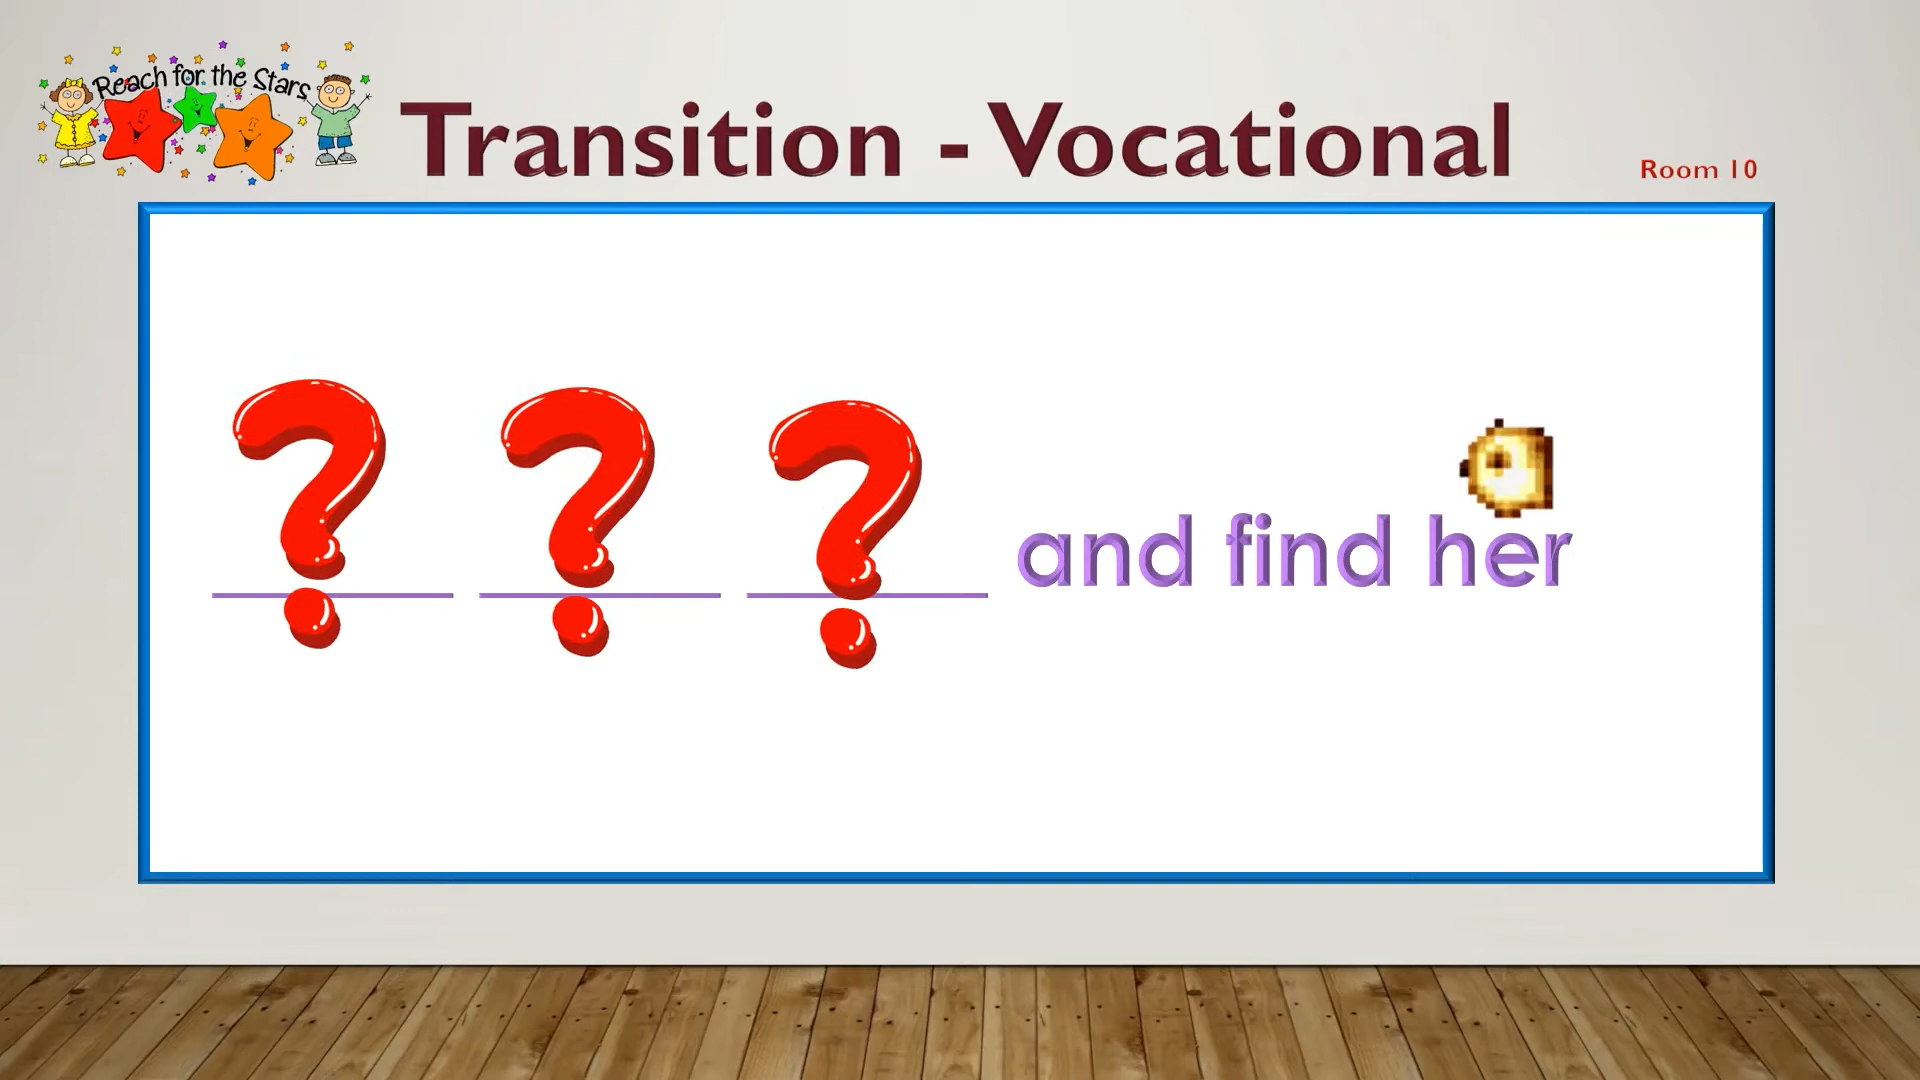 Reach for the Stars
Transition - Vocational
Room 10
? ? ? and find her